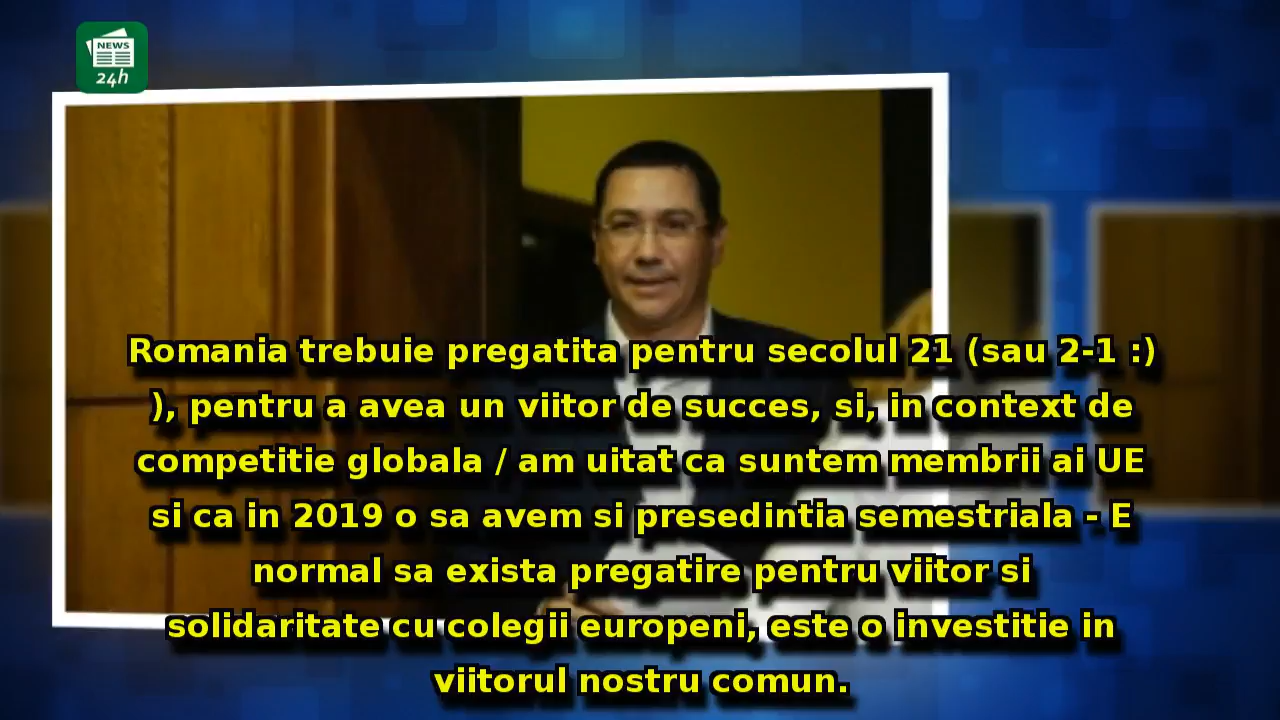 NEWS
24h
Romania trebuie pregatita pentru secolul 21 (sau 2-1 :)
), pentru a avea un viitor de succes, si, in context de
competitie globala / am uitat ca suntem membrii ai UE
si ca in 2019 o sa avem si presedintia semestriala - E
normal sa exista pregatire pentru viitor si
solidaritate cu colegii europeni, este o investitie in
viitorul nostru comun.